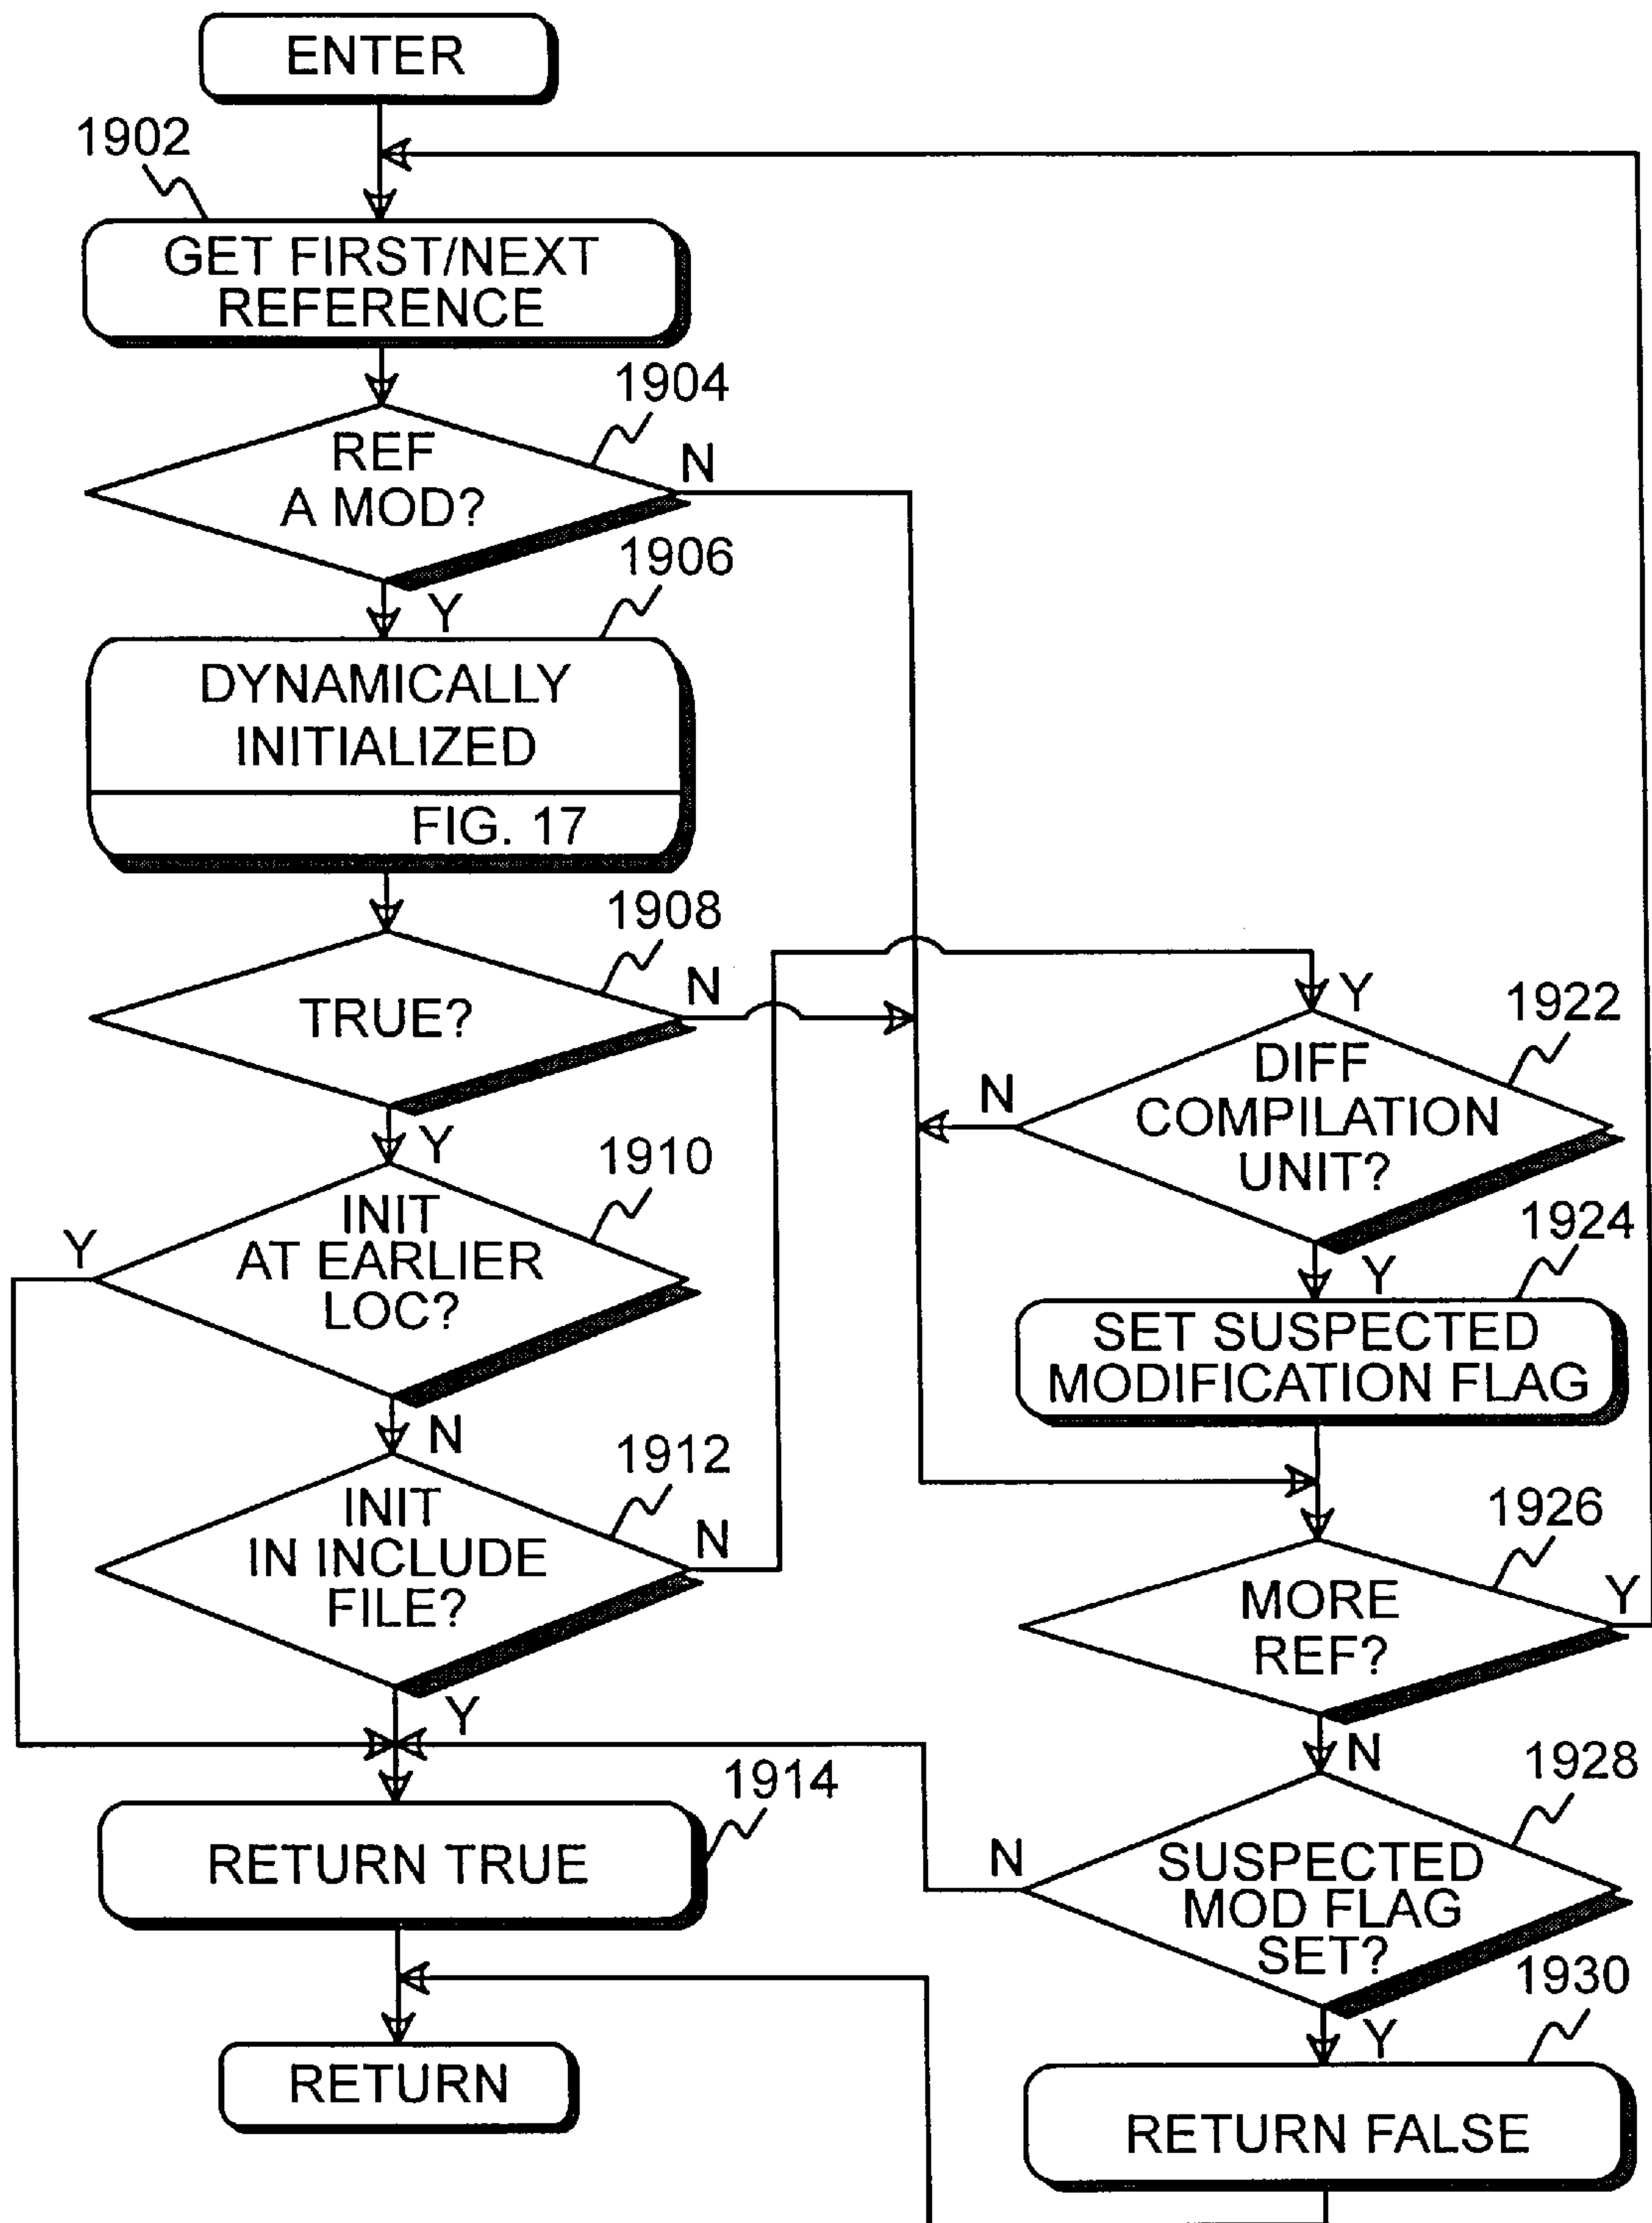 ENTER
1902
GET FIRST/NEXT
REFERENCE
1904
REF
A MOD?
N
Y
1906
DYNAMICALLY
INITIALIZED
FIG. 17
1908
TRUE?
N
Y
1910
INIT
AT EARLIER
LOC?
Y
N
1912
INIT
IN INCLUDE
FILE?
N
Y
1914
RETURN TRUE
RETURN
Y
1922
DIFF
COMPILATION
UNIT?
N
Y
1924
SET SUSPECTED
MODIFICATION FLAG
1926
MORE
REF?
Y
N
1928
SUSPECTED
MOD FLAG
SET?
N
Y
1930
RETURN FALSE